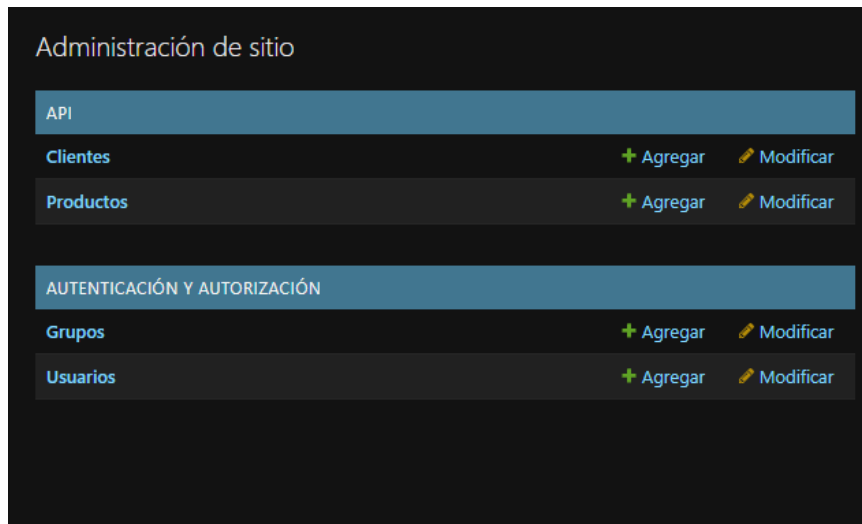 Administración de sitio
API
Clientes Agregar Modificar
Productos Agregar Modificar
AUTENTICACIÓN Y AUTORIZACIÓN
Grupos Agregar Modificar
Usuarios Agregar Modificar